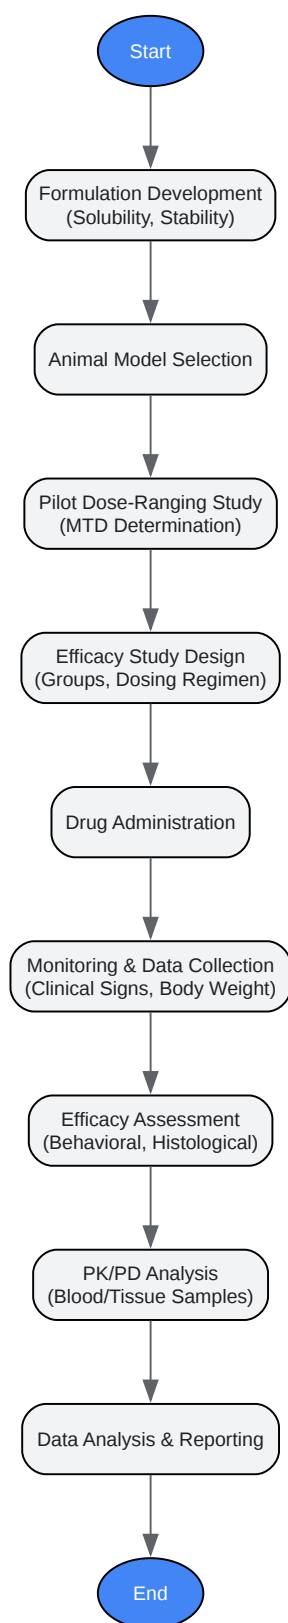 Start
Formulation Development
(Solubility, Stability)
Animal Model Selection
Pilot Dose-Ranging Study
(MTD Determination)
Efficacy Study Design
(Groups, Dosing Regimen)
Drug Administration
Monitoring & Data Collection
(Clinical Signs, Body Weight)
Efficacy Assessment
(Behavioral, Histological)
PK/PD Analysis
(Blood/Tissue Samples)
Data Analysis & Reporting
End